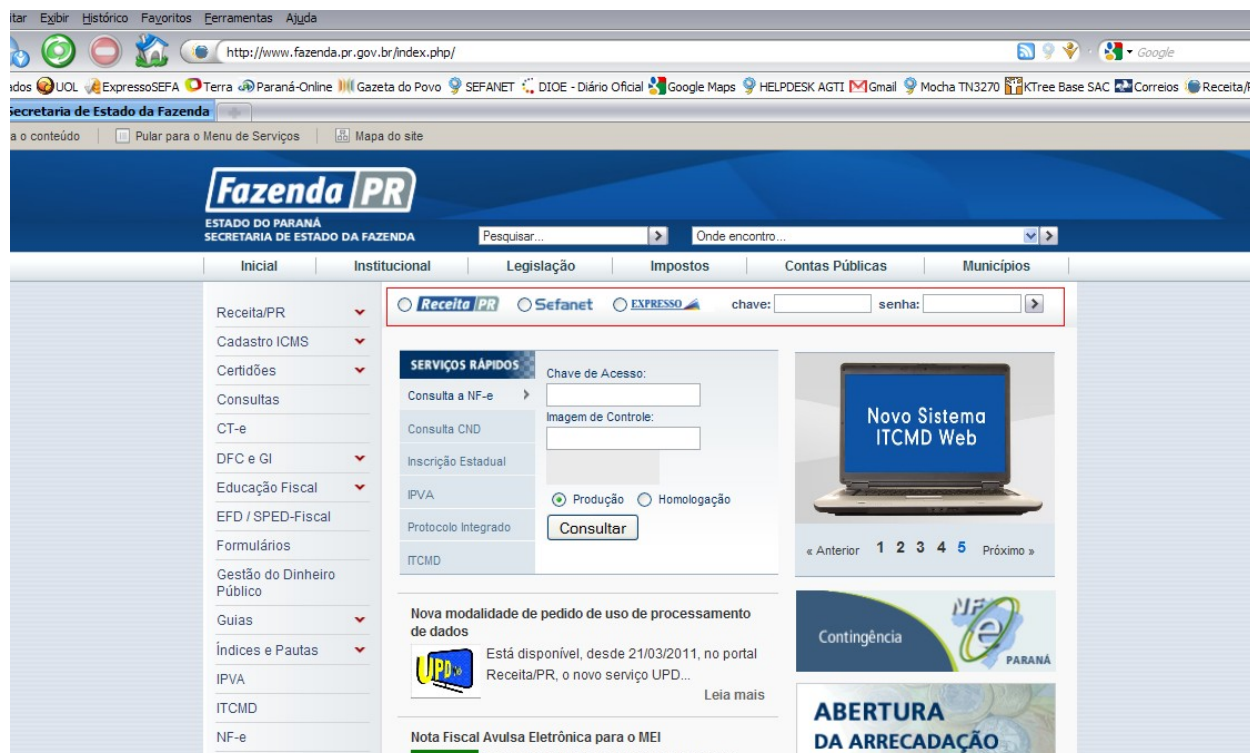 Exibir Histórico Favoritos Ferramentas Ajuda
http://www.fazenda.pr.gov.br/index.php/
Google
UOL ExpressoSEFA Terra Paraná-Online Gazeta do Povo SEFANET DIOE - Diário Oficial Google Maps HELPDESK AGTI Gmail Mocha TN3270 KTree Base SAC Correios
Secretaria de Estado da Fazenda
o conteúdo Pular para o Menu de Serviços Mapa do site
Fazenda PR
ESTADO DO PARANÁ
SECRETARIA DE ESTADO DA FAZENDA
Pesquisar... Onde encontro...
Inicial Institucional Legislação Impostos Contas Públicas Municípios
Receita PR Sefanet EXPRESSO chave: senha:
Receita/PR
Cadastro ICMS
Certidões
Consultas
CT-e
DFC e GI
Educação Fiscal
EFD / SPED-Fiscal
Formulários
Gestão do Dinheiro
Público
Guias
Índices e Pautas
IPVA
ITCMD
NF-e
SERVIÇOS RÁPIDOS
Consulta a NF-e
Consulta CND
Inscrição Estadual
IPVA
Protocolo Integrado
ITCMD
Chave de Acesso:
Imagem de Controle:
Produção Homologação
Consultar
Novo Sistema
ITCMD Web
« Anterior 1 2 3 4 5 Próximo »
Nova modalidade de pedido de uso de processamento
de dados
UPD
Está disponível, desde 21/03/2011, no portal
Receita/PR, o novo serviço UPD...
Leia mais
Nota Fiscal Avulsa Eletrônica para o MEI
Contingência
NF
e
PARANÁ
ABERTURA
DA ARRECADAÇÃO